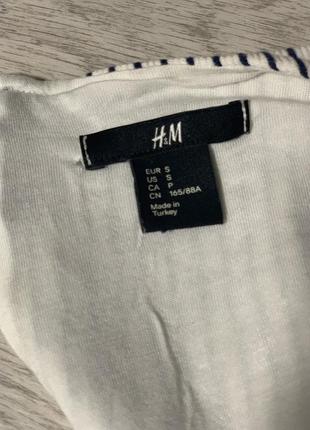 H&M
EUR S
US S
CA P
CN 165/88A
Made in
Turkey